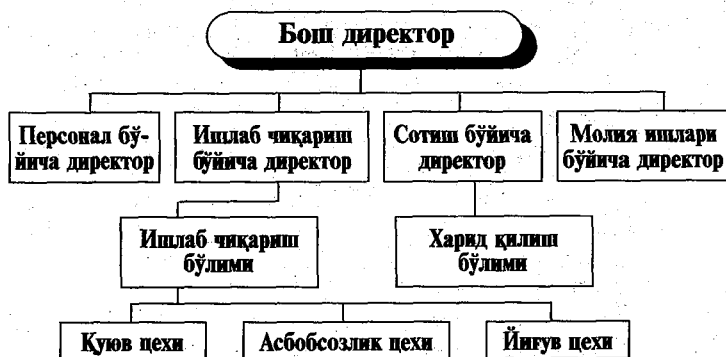 Бош директор
Персонал бў-
йича директор
Ишлаб чиқариш
бўйича директор
Сотиш бўйича
директор
Молия ишлари
бўйича директор
Ишлаб чиқариш
бўлими
Харид қилиш
бўлими
Қуюв цехи
Асбобсозлик цехи
Йиғув цехи